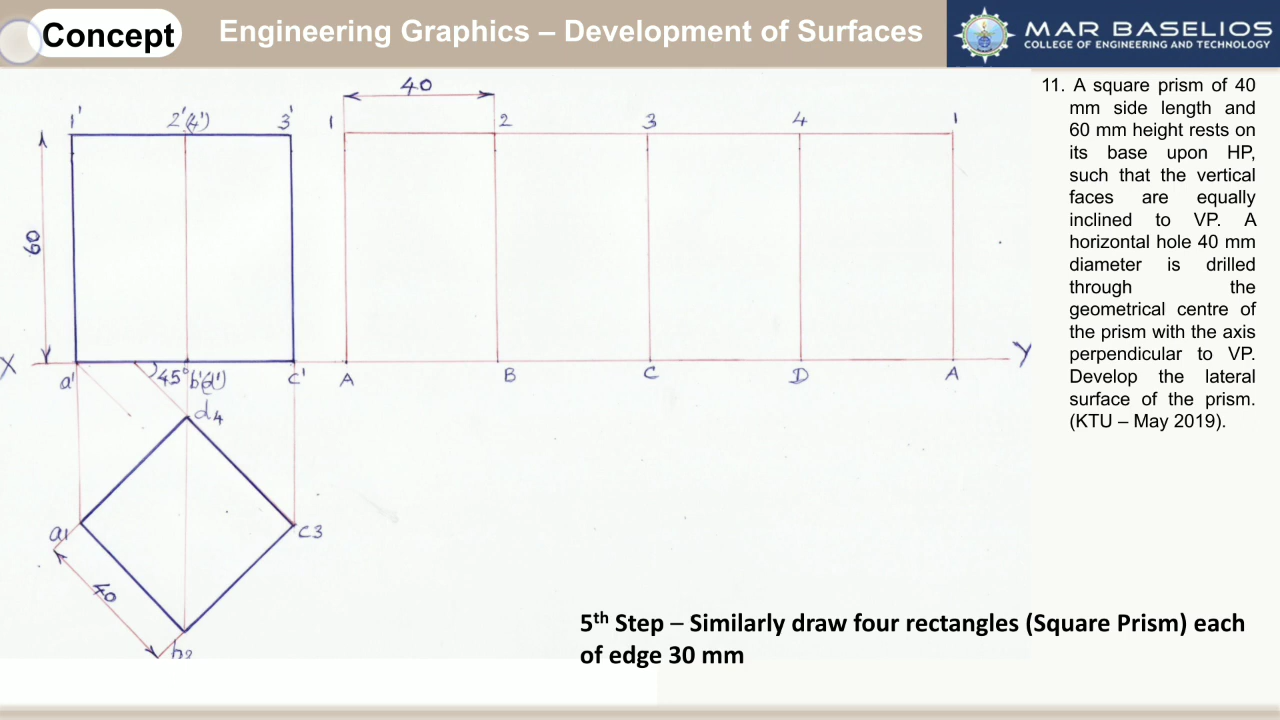 Concept
Engineering Graphics – Development of Surfaces
MAR BASELIOS
COLLEGE OF ENGINEERING AND TECHNOLOGY
11. A square prism of 40
mm side length and
60 mm height rests on
its base upon HP,
such that the vertical
faces are equally
inclined to VP. A
horizontal hole 40 mm
diameter is drilled
through the
geometrical centre of
the prism with the axis
perpendicular to VP.
Develop the lateral
surface of the prism.
(KTU – May 2019).
40
1' 2'(4') 3' 1 2 3 4 1
60
X Y
a' 45° b'(d') c' A B C D A
d4
a1 c3
40
b2
5th Step – Similarly draw four rectangles (Square Prism) each
of edge 30 mm